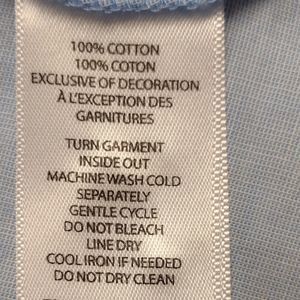 100% COTTON
100% COTON
EXCLUSIVE OF DECORATION
À L'EXCEPTION DES
GARNITURES
TURN GARMENT
INSIDE OUT
MACHINE WASH COLD
SEPARATELY
GENTLE CYCLE
DO NOT BLEACH
LINE DRY
COOL IRON IF NEEDED
DO NOT DRY CLEAN